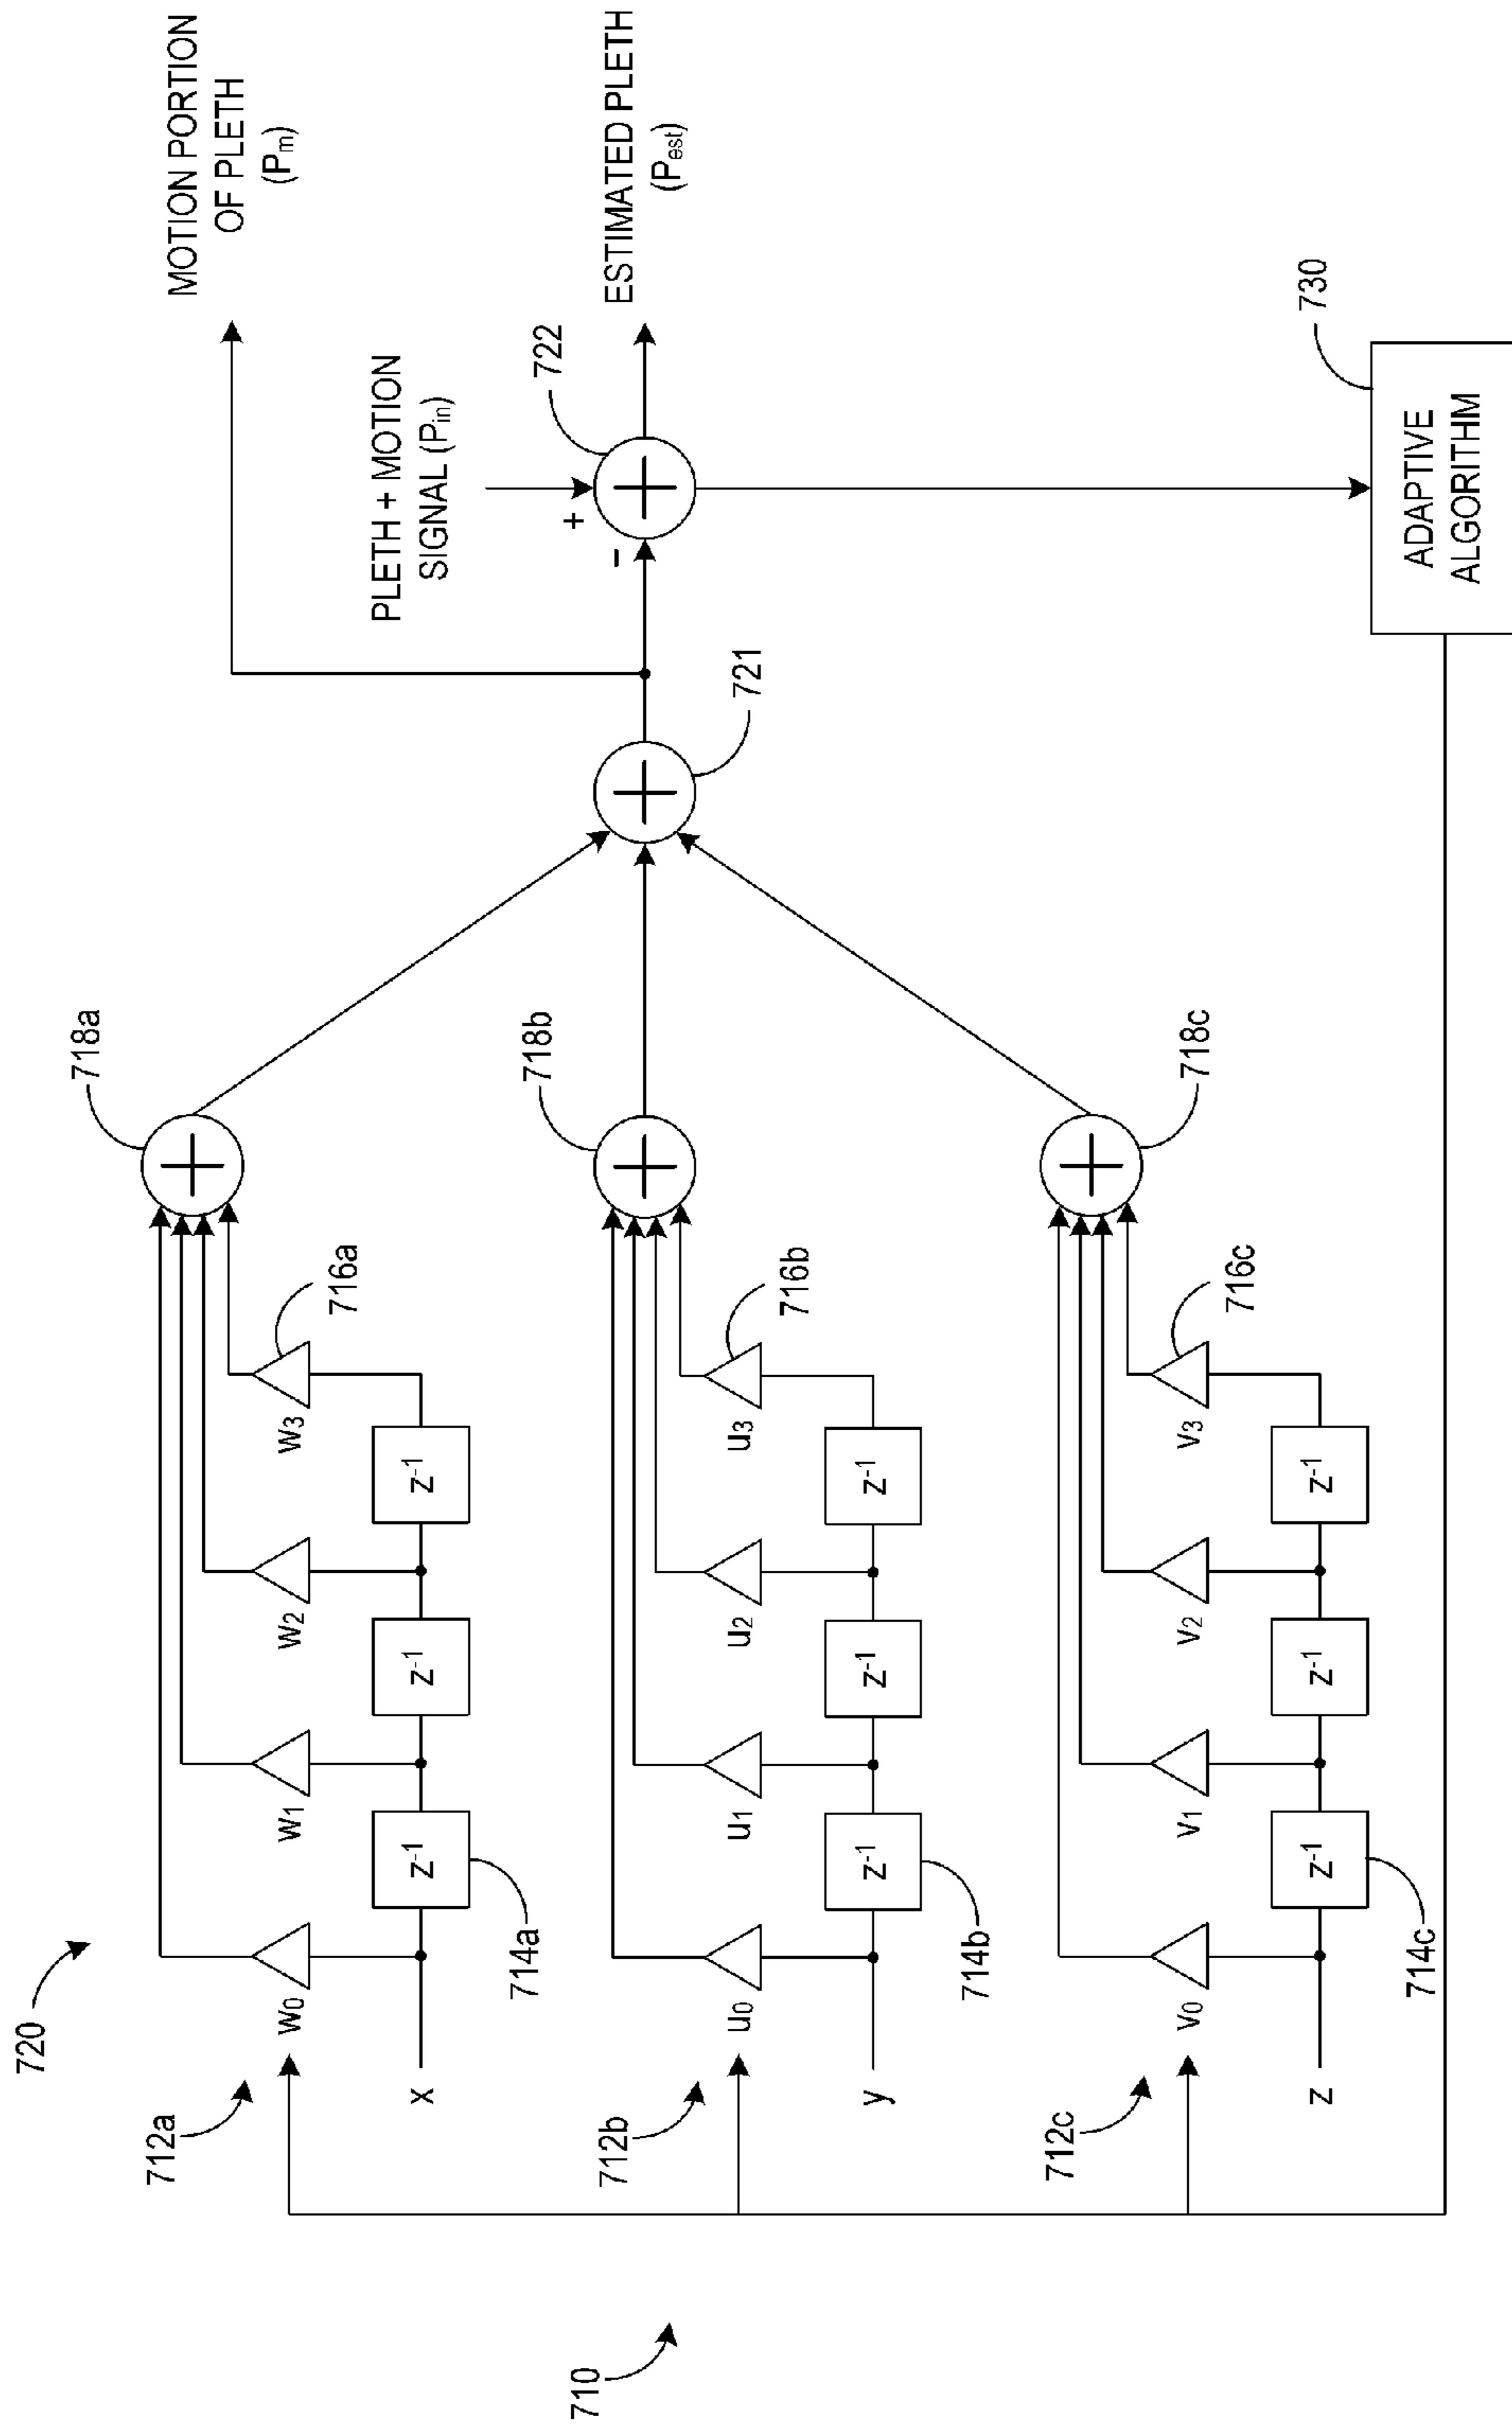 720
712a
w0
w1
w2
w3
716a
718a
x
z-1
z-1
z-1
714a
MOTION PORTION
OF PLETH
(Pm)
712b
u0
u1
u2
u3
716b
718b
y
z-1
z-1
z-1
714b
721
PLETH + MOTION
SIGNAL (Pin)
+
-
722
ESTIMATED PLETH
(Pest)
712c
v0
v1
v2
v3
716c
718c
z
z-1
z-1
z-1
714c
730
ADAPTIVE
ALGORITHM
710